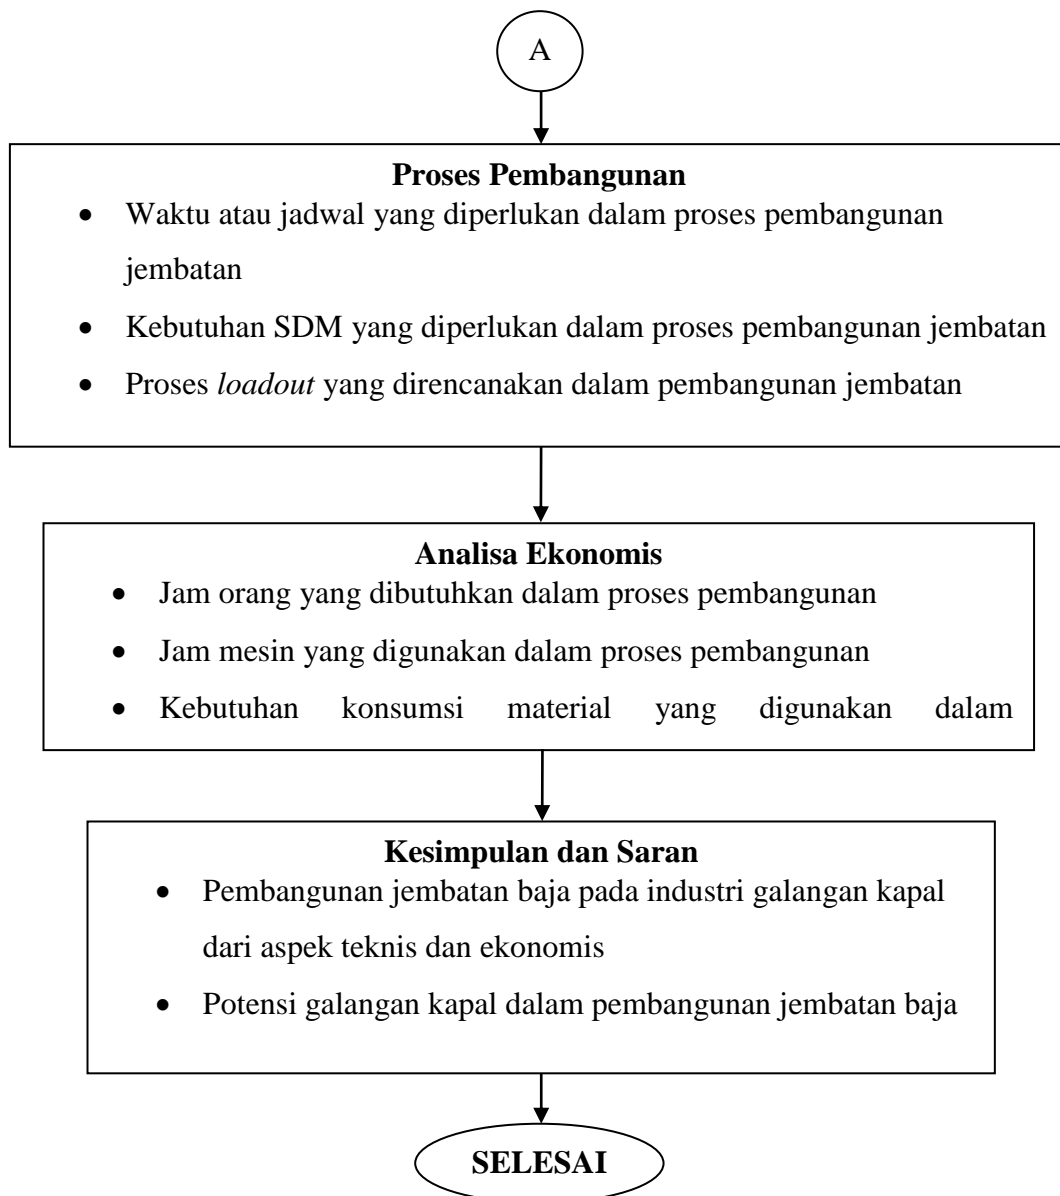 A
Proses Pembangunan
• Waktu atau jadwal yang diperlukan dalam proses pembangunan
jembatan
• Kebutuhan SDM yang diperlukan dalam proses pembangunan jembatan
• Proses loadout yang direncanakan dalam pembangunan jembatan
Analisa Ekonomis
• Jam orang yang dibutuhkan dalam proses pembangunan
• Jam mesin yang digunakan dalam proses pembangunan
• Kebutuhan konsumsi material yang digunakan dalam
Kesimpulan dan Saran
• Pembangunan jembatan baja pada industri galangan kapal
dari aspek teknis dan ekonomis
• Potensi galangan kapal dalam pembangunan jembatan baja
SELESAI